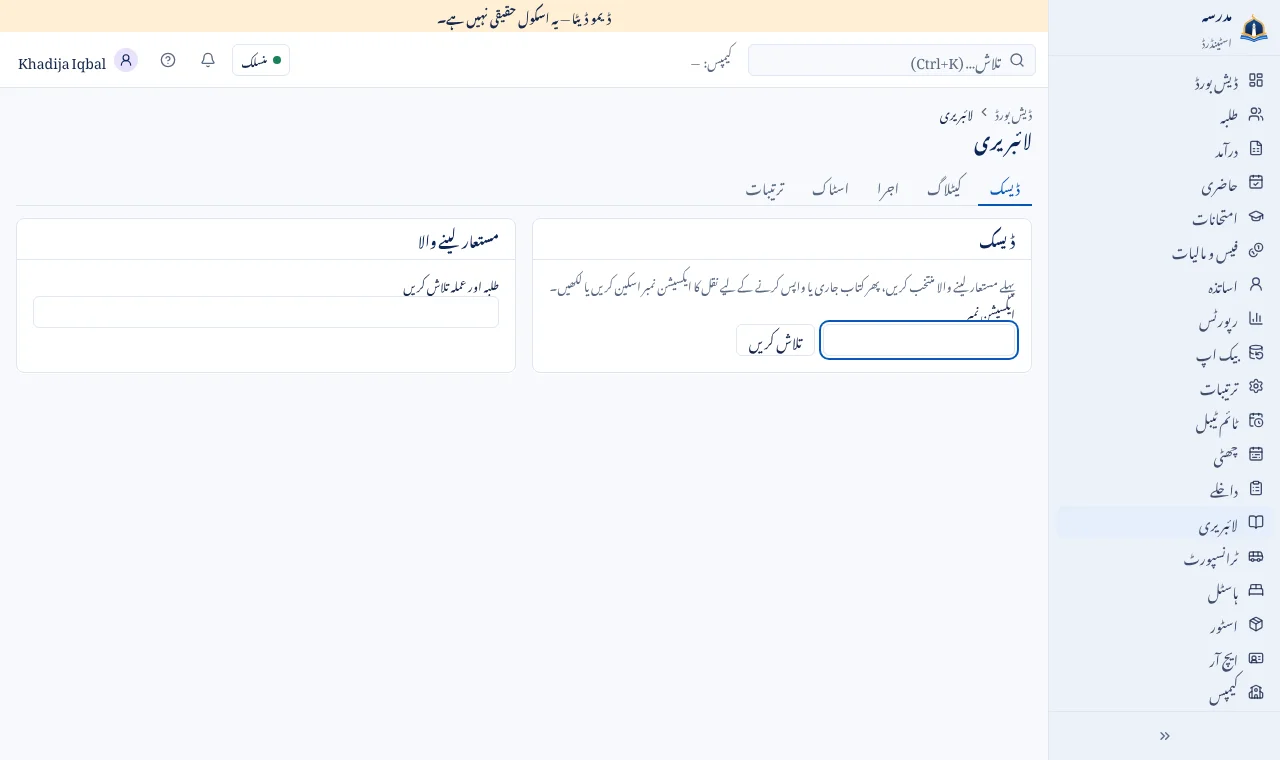 ڈیمو ڈیٹا — یہ اسکول حقیقی نہیں ہے۔
مدرسہ
اسٹینڈرڈ
تلاش... (Ctrl+K)
کیمپس: —
منسلک
Khadija Iqbal
ڈیش بورڈ
طلبہ
درآمد
حاضری
امتحانات
فیس و مالیات
اساتذہ
رپورٹس
بیک اپ
ترتیبات
ٹائم ٹیبل
چھٹی
داخلے
لائبریری
ٹرانسپورٹ
ہاسٹل
اسٹور
ایچ آر
کیمپس
ڈیش بورڈ › لائبریری
لائبریری
ڈیسک کیٹلاگ اجرا اسٹاک ترتیبات
ڈیسک
پہلے مستعار لینے والا منتخب کریں، پھر کتاب جاری یا واپس کرنے کے لیے نقل کا ایکسیشن نمبر اسکین کریں یا لکھیں۔
ایکسیشن نمبر
تلاش کریں
مستعار لینے والا
طلبہ اور عملہ تلاش کریں